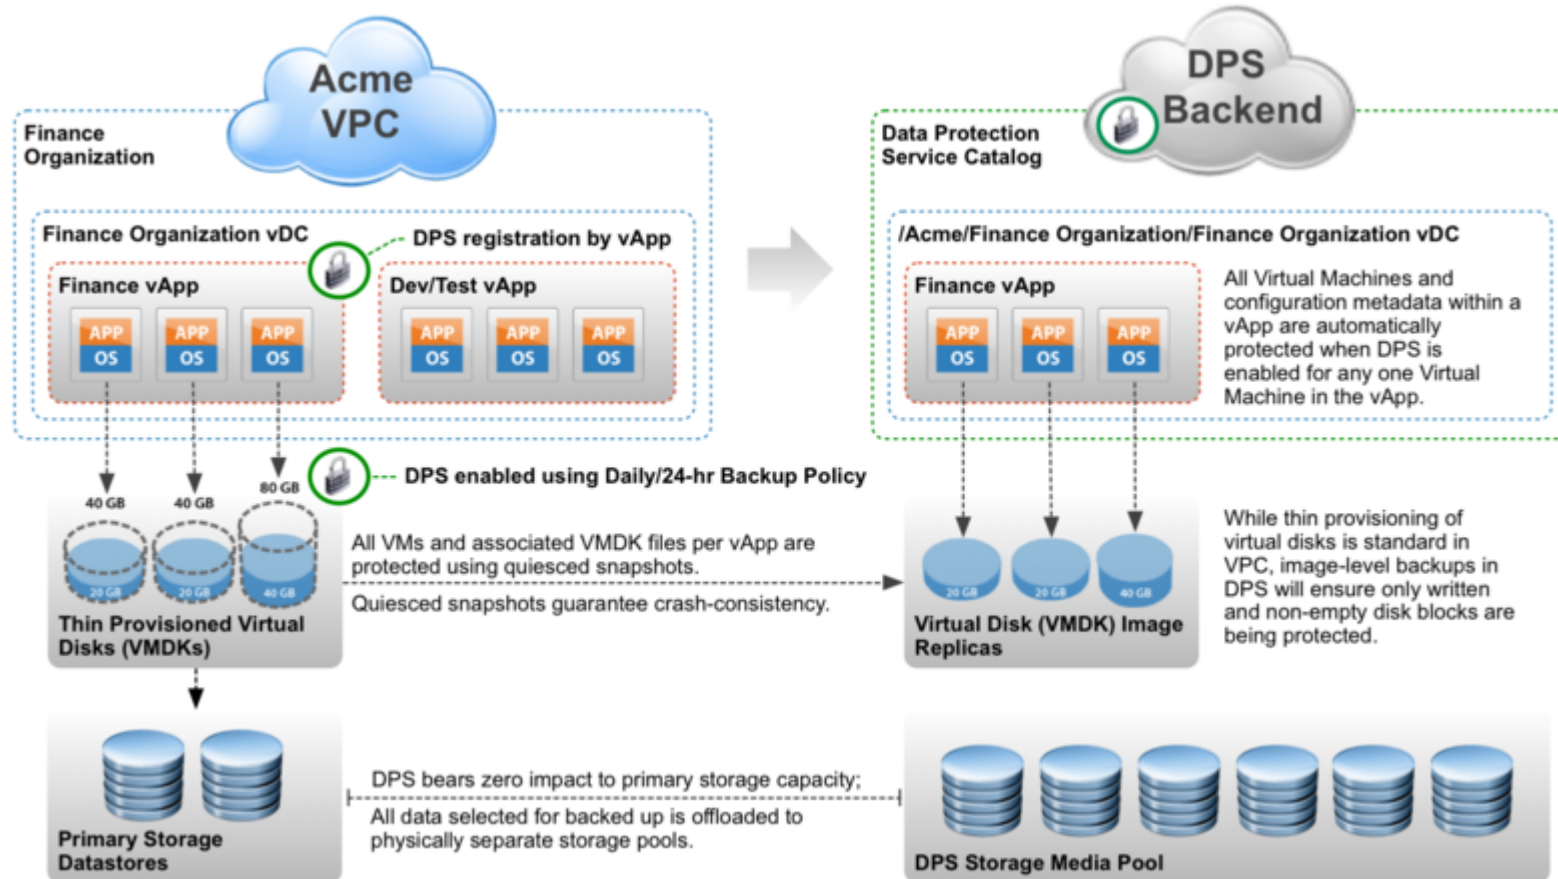 Acme
VPC
DPS
Backend
Finance
Organization
Data Protection
Service Catalog
Finance Organization vDC
DPS registration by vApp
/Acme/Finance Organization/Finance Organization vDC
Finance vApp
APP
OS
APP
OS
APP
OS
Dev/Test vApp
APP
OS
APP
OS
APP
OS
Finance vApp
APP
OS
APP
OS
APP
OS
All Virtual Machines and
configuration metadata within a
vApp are automatically
protected when DPS is
enabled for any one Virtual
Machine in the vApp.
DPS enabled using Daily/24-hr Backup Policy
40 GB
40 GB
80 GB
20 GB
20 GB
40 GB
Thin Provisioned Virtual
Disks (VMDKs)
All VMs and associated VMDK files per vApp are
protected using quiesced snapshots.
Quiesced snapshots guarantee crash-consistency.
20 GB
20 GB
40 GB
Virtual Disk (VMDK) Image
Replicas
While thin provisioning of
virtual disks is standard in
VPC, image-level backups in
DPS will ensure only written
and non-empty disk blocks are
being protected.
Primary Storage
Datastores
DPS bears zero impact to primary storage capacity;
All data selected for backed up is offloaded to
physically separate storage pools.
DPS Storage Media Pool